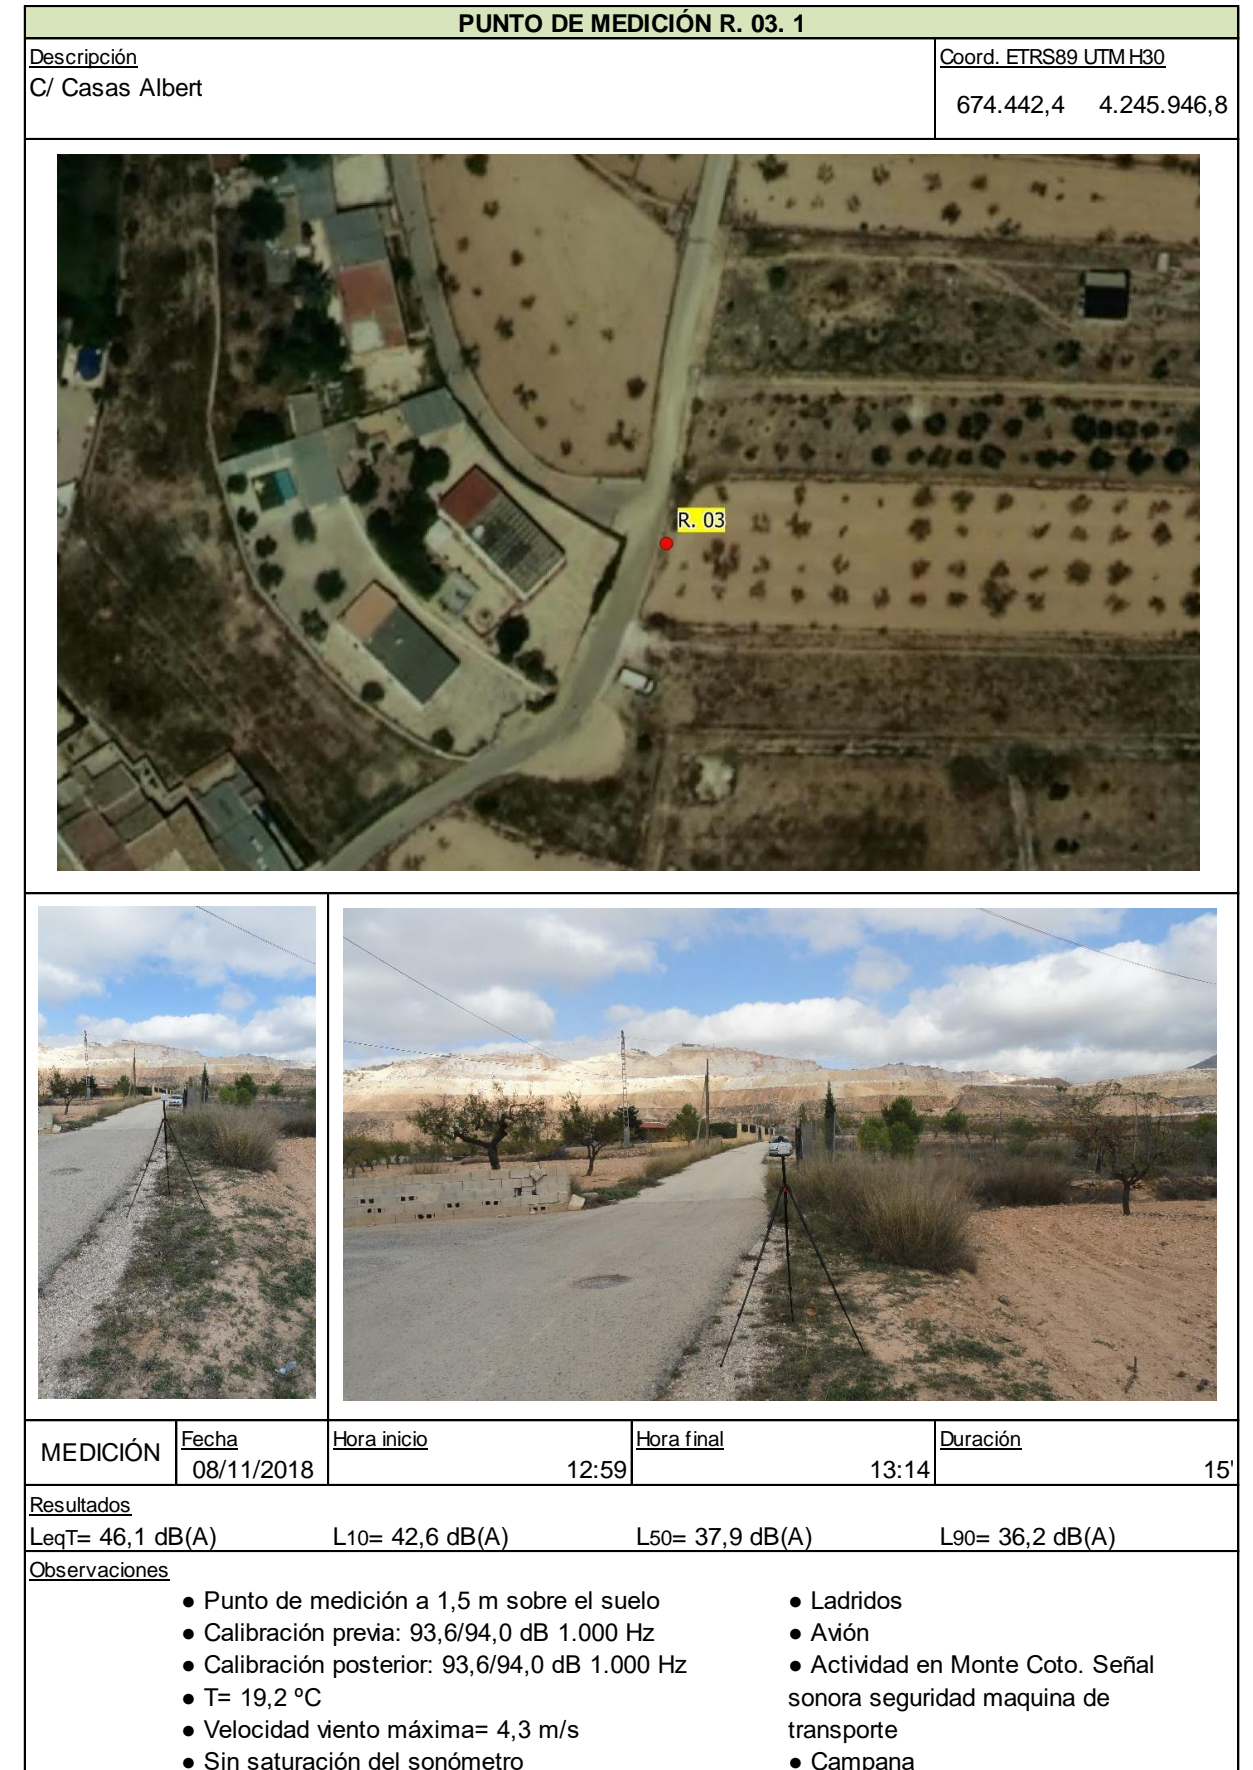 PUNTO DE MEDICIÓN R. 03. 1
Descripción
C/ Casas Albert
Coord. ETRS89 UTM H30
674.442,4 4.245.946,8
R. 03
MEDICIÓN
Fecha
08/11/2018
Hora inicio
12:59
Hora final
13:14
Duración
15'
Resultados
LeqT= 46,1 dB(A) L10= 42,6 dB(A) L50= 37,9 dB(A) L90= 36,2 dB(A)
Observaciones
● Punto de medición a 1,5 m sobre el suelo
● Calibración previa: 93,6/94,0 dB 1.000 Hz
● Calibración posterior: 93,6/94,0 dB 1.000 Hz
● T= 19,2 ºC
● Velocidad viento máxima= 4,3 m/s
● Sin saturación del sonómetro
● Ladridos
● Avión
● Actividad en Monte Coto. Señal
sonora seguridad maquina de
transporte
● Campana